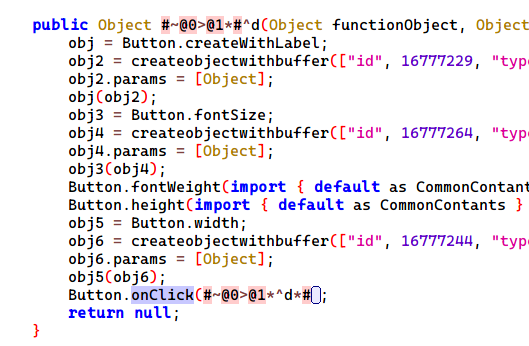 public Object #~@0>@1*#^d(Object functionObject, Object
obj = Button.createWithLabel;
obj2 = createobjectwithbuffer(["id", 16777229, "typ
obj2.params = [Object];
obj(obj2);
obj3 = Button.fontSize;
obj4 = createobjectwithbuffer(["id", 16777264, "typ
obj4.params = [Object];
obj3(obj4);
Button.fontWeight(import { default as CommonContant
Button.height(import { default as CommonContants }
obj5 = Button.width;
obj6 = createobjectwithbuffer(["id", 16777244, "typ
obj6.params = [Object];
obj5(obj6);
Button.onClick(#~@0>@1*^d*#);
return null;
}